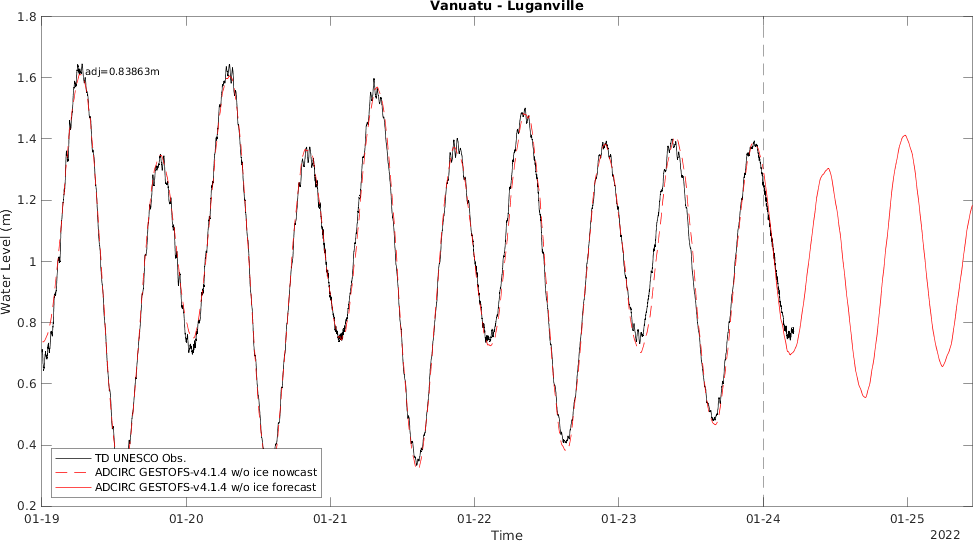 Vanuatu - Luganville
Water Level (m)
1.8
1.6
1.4
1.2
1
0.8
0.6
0.4
0.2
adj=0.83863m
TD UNESCO Obs.
ADCIRC GESTOFS-v4.1.4 w/o ice nowcast
ADCIRC GESTOFS-v4.1.4 w/o ice forecast
01-19 01-20 01-21 01-22 01-23 01-24 01-25
Time
2022